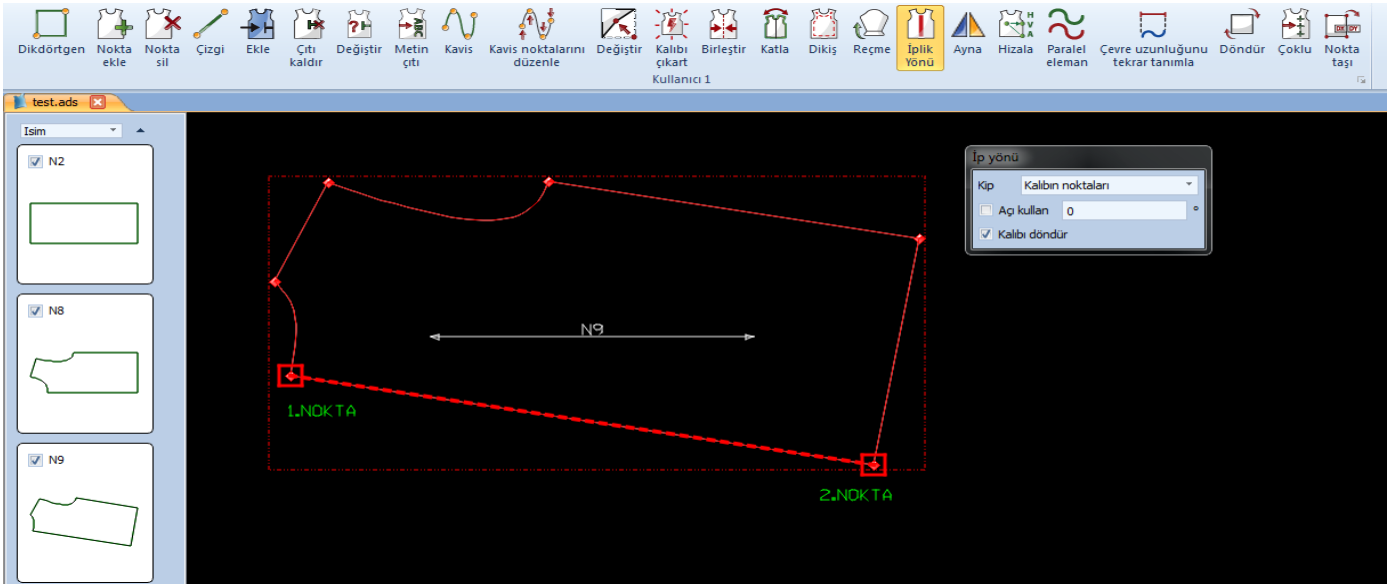 Dikdörtgen
Nokta
ekle
Nokta
sil
Çizgi
Ekle
Çıtı
kaldır
Değiştir
Metin
çıtı
Kavis
Kavis noktalarını
düzenle
Değiştir
Kalıbı
çıkart
Birleştir
Katla
Dikiş
Reçme
İplik
Yönü
Ayna
Hizala
Paralel
eleman
Çevre uzunluğunu
tekrar tanımla
Döndür
Çoklu
Nokta
taşı
Kullanıcı 1
test.ads
Isim
N2
N8
N9
İp yönü
Kip Kalıbın noktaları
Açı kullan 0 °
Kalıbı döndür
N9
1.NOKTA
2.NOKTA